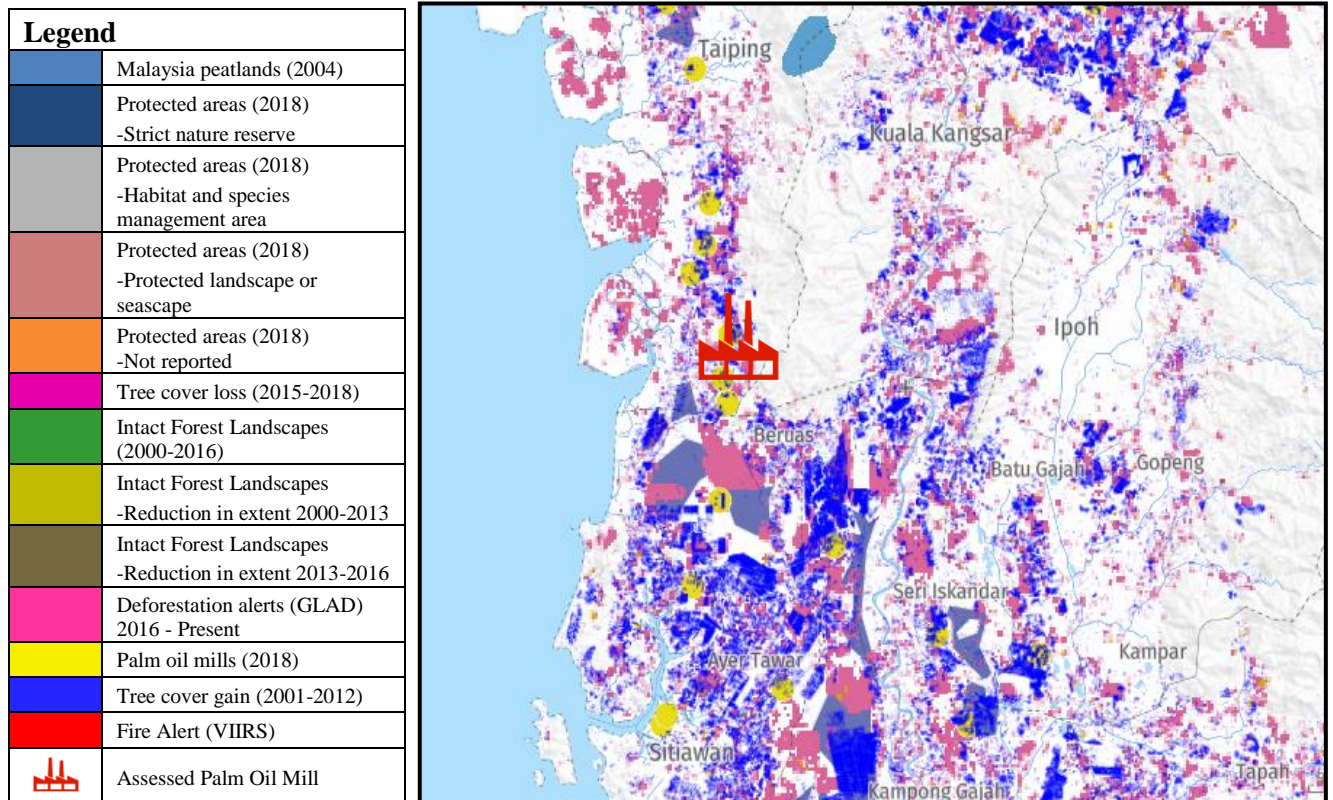 Legend
Malaysia peatlands (2004)
Protected areas (2018)
-Strict nature reserve
Protected areas (2018)
-Habitat and species
management area
Protected areas (2018)
-Protected landscape or
seascape
Protected areas (2018)
-Not reported
Tree cover loss (2015-2018)
Intact Forest Landscapes
(2000-2016)
Intact Forest Landscapes
-Reduction in extent 2000-2013
Intact Forest Landscapes
-Reduction in extent 2013-2016
Deforestation alerts (GLAD)
2016 - Present
Palm oil mills (2018)
Tree cover gain (2001-2012)
Fire Alert (VIIRS)
Assessed Palm Oil Mill
Taiping
Kuala Kangsar
Ipoh
Beruas
Batu Gajah
Gopeng
Seri Iskandar
Kampar
Ayer Tawar
Sitiawan
Tapah
Kampong Gajah